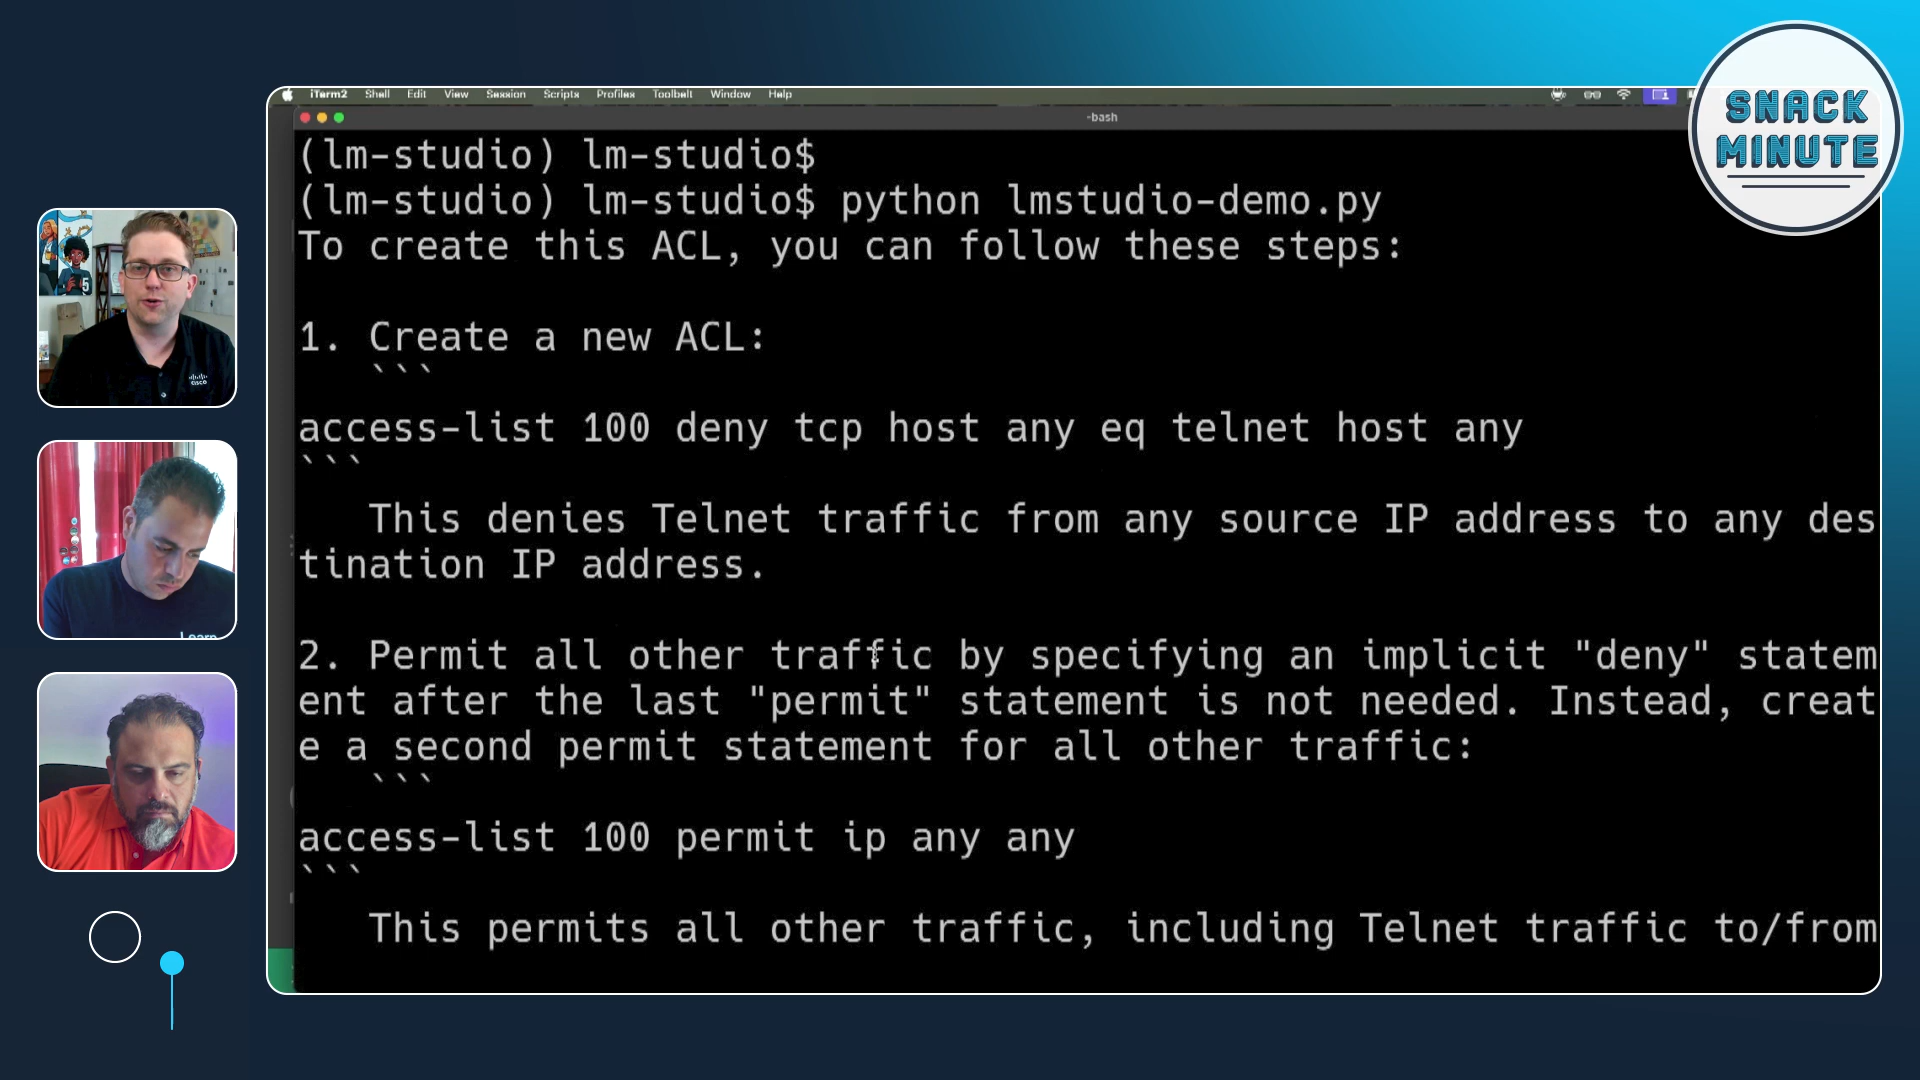 SNACK
MINUTE
iTerm2 Shell Edit View Session Scripts Profiles Toolbelt Window Help
-bash
(lm-studio) lm-studio$
(lm-studio) lm-studio$ python lmstudio-demo.py
To create this ACL, you can follow these steps:
1. Create a new ACL:
```
access-list 100 deny tcp host any eq telnet host any
```
This denies Telnet traffic from any source IP address to any des
tination IP address.
2. Permit all other traffic by specifying an implicit "deny" statem
ent after the last "permit" statement is not needed. Instead, creat
e a second permit statement for all other traffic:
```
access-list 100 permit ip any any
```
This permits all other traffic, including Telnet traffic to/from
cisco
Learn